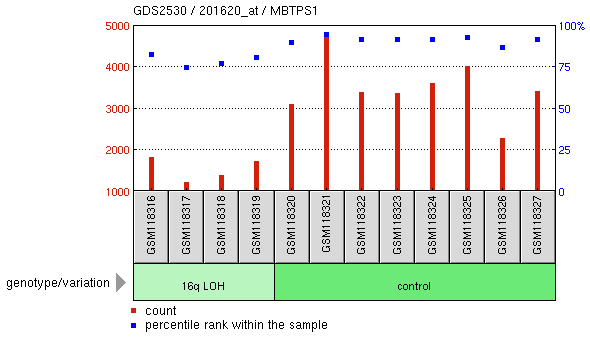 GDS2530 / 201620_at / MBTPS1
5000
4000
3000
2000
1000
100%
75
50
25
0
GSM118316
GSM118317
GSM118318
GSM118319
GSM118320
GSM118321
GSM118322
GSM118323
GSM118324
GSM118325
GSM118326
GSM118327
genotype/variation
16q LOH
control
count
percentile rank within the sample